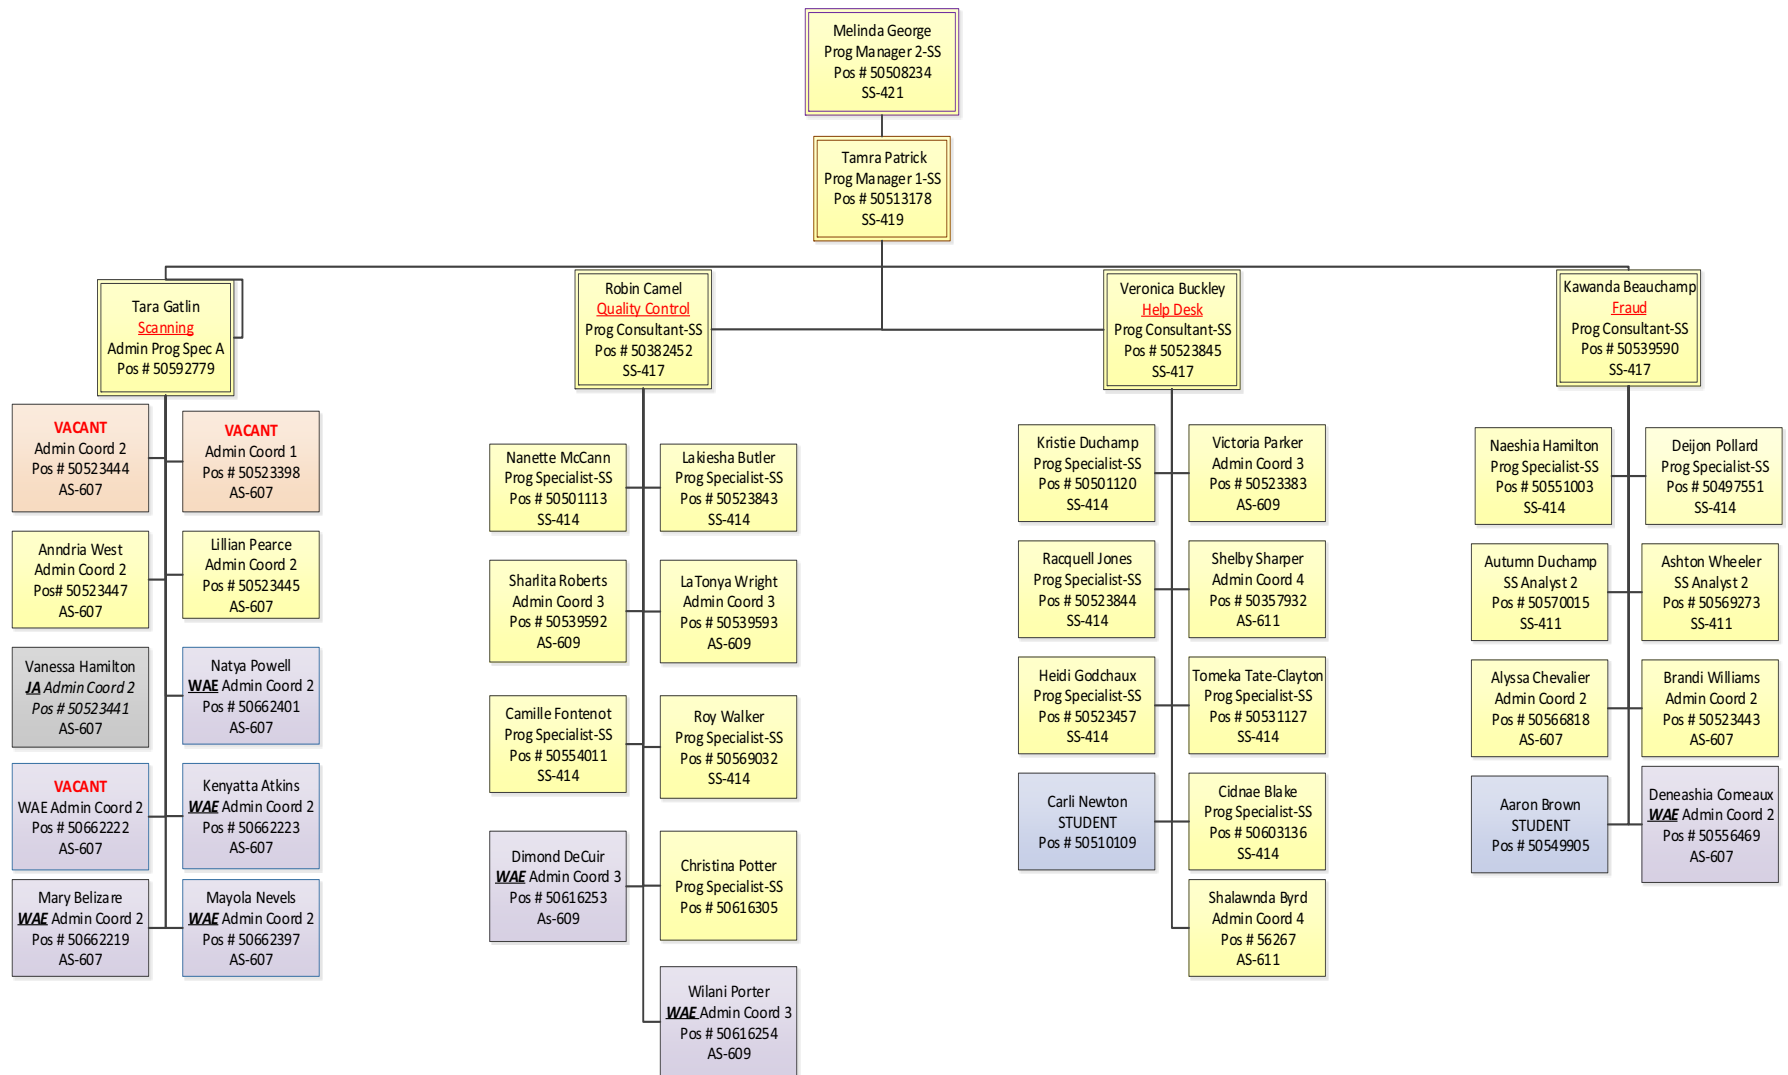 Melinda George
Prog Manager 2-SS
Pos # 50508234
SS-421
Tamra Patrick
Prog Manager 1-SS
Pos # 50513178
SS-419
Tara Gatlin
Scanning
Admin Prog Spec A
Pos # 50592779
Robin Camel
Quality Control
Prog Consultant-SS
Pos # 50382452
SS-417
Veronica Buckley
Help Desk
Prog Consultant-SS
Pos # 50523845
SS-417
Kawanda Beauchamp
Fraud
Prog Consultant-SS
Pos # 50539590
SS-417
VACANT
Admin Coord 2
Pos # 50523444
AS-607
VACANT
Admin Coord 1
Pos # 50523398
AS-607
Anndria West
Admin Coord 2
Pos# 50523447
AS-607
Lillian Pearce
Admin Coord 2
Pos # 50523445
AS-607
Vanessa Hamilton
JA Admin Coord 2
Pos # 50523441
AS-607
Natya Powell
WAE Admin Coord 2
Pos # 50662401
AS-607
VACANT
WAE Admin Coord 2
Pos # 50662222
AS-607
Kenyatta Atkins
WAE Admin Coord 2
Pos # 50662223
AS-607
Mary Belizare
WAE Admin Coord 2
Pos # 50662219
AS-607
Mayola Nevels
WAE Admin Coord 2
Pos # 50662397
AS-607
Nanette McCann
Prog Specialist-SS
Pos # 50501113
SS-414
Lakiesha Butler
Prog Specialist-SS
Pos # 50523843
SS-414
Sharlita Roberts
Admin Coord 3
Pos # 50539592
AS-609
LaTonya Wright
Admin Coord 3
Pos # 50539593
AS-609
Camille Fontenot
Prog Specialist-SS
Pos # 50554011
SS-414
Roy Walker
Prog Specialist-SS
Pos # 50569032
SS-414
Dimond DeCuir
WAE Admin Coord 3
Pos # 50616253
As-609
Christina Potter
Prog Specialist-SS
Pos # 50616305
Wilani Porter
WAE Admin Coord 3
Pos # 50616254
AS-609
Kristie Duchamp
Prog Specialist-SS
Pos # 50501120
SS-414
Victoria Parker
Admin Coord 3
Pos # 50523383
AS-609
Racquell Jones
Prog Specialist-SS
Pos # 50523844
SS-414
Shelby Sharper
Admin Coord 4
Pos # 50357932
AS-611
Heidi Godchaux
Prog Specialist-SS
Pos # 50523457
SS-414
Tomeka Tate-Clayton
Prog Specialist-SS
Pos # 50531127
SS-414
Carli Newton
STUDENT
Pos # 50510109
Cidnae Blake
Prog Specialist-SS
Pos # 50603136
SS-414
Shalawnda Byrd
Admin Coord 4
Pos # 56267
AS-611
Naeshia Hamilton
Prog Specialist-SS
Pos # 50551003
SS-414
Deijon Pollard
Prog Specialist-SS
Pos # 50497551
SS-414
Autumn Duchamp
SS Analyst 2
Pos # 50570015
SS-411
Ashton Wheeler
SS Analyst 2
Pos # 50569273
SS-411
Alyssa Chevalier
Admin Coord 2
Pos # 50566818
AS-607
Brandi Williams
Admin Coord 2
Pos # 50523443
AS-607
Aaron Brown
STUDENT
Pos # 50549905
Deneashia Comeaux
WAE Admin Coord 2
Pos # 50556469
AS-607